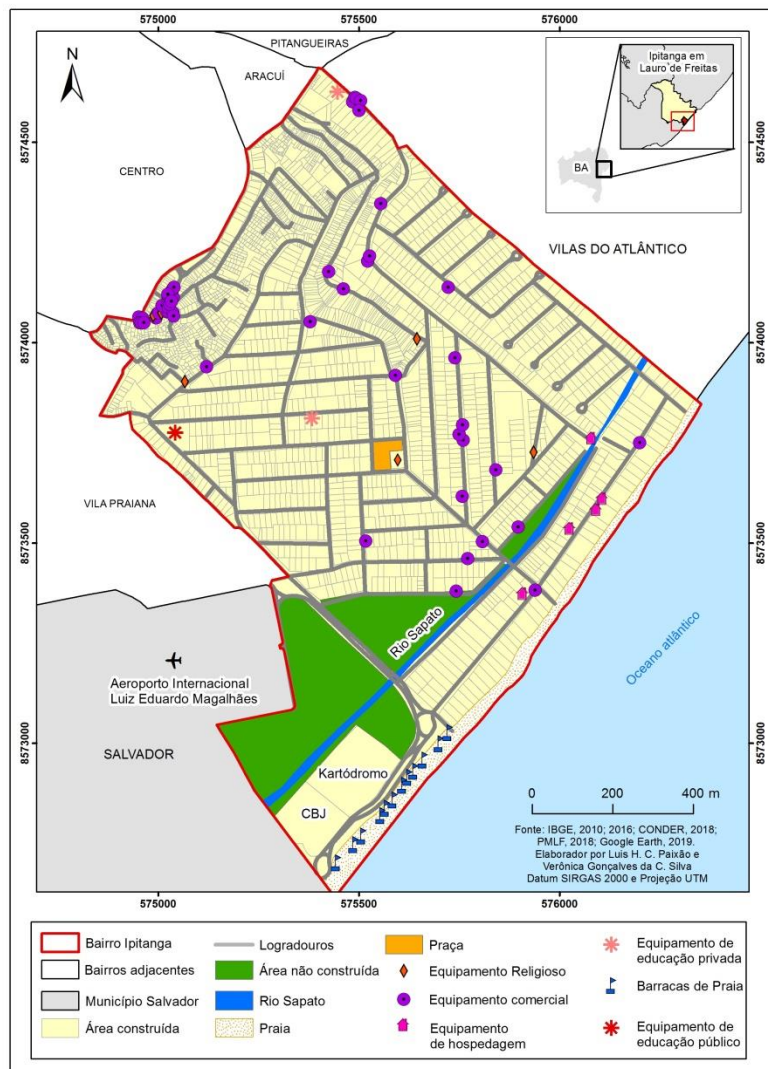 575000
575500
576000
PITANGUEIRAS
N
ARACUÍ
Ipitanga em
Lauro de Freitas
8574500
8574500
CENTRO
BA
VILAS DO ATLÂNTICO
8574000
8574000
VILA PRAIANA
8573500
8573500
Rio Sapato
Oceano atlântico
Aeroporto Internacional
Luiz Eduardo Magalhães
SALVADOR
8573000
8573000
Kartódromo
CBJ
0 200 400 m
Fonte: IBGE, 2010; 2016; CONDER, 2018;
PMLF, 2018; Google Earth, 2019.
Elaborador por Luis H. C. Paixão e
Verônica Gonçalves da C. Silva
Datum SIRGAS 2000 e Projeção UTM
575000
575500
576000
Bairro Ipitanga
Bairros adjacentes
Município Salvador
Área construída
Logradouros
Área não construída
Rio Sapato
Praia
Praça
Equipamento Religioso
Equipamento comercial
Equipamento
de hospedagem
Equipamento de
educação privada
Barracas de Praia
Equipamento de
educação público